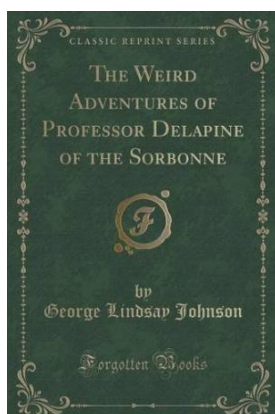 CLASSIC REPRINT SERIES
THE WEIRD
ADVENTURES OF
PROFESSOR DELAPINE
OF THE SORBONNE
F
by
George Lindsay Johnson
Forgotten Books